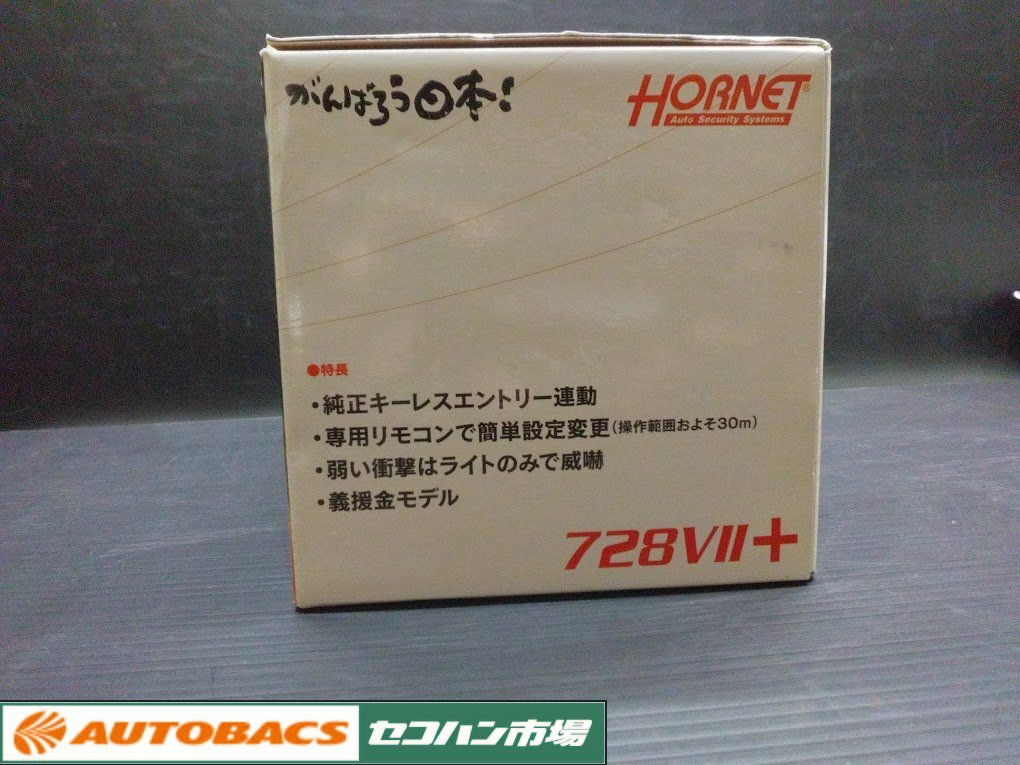 がんばろう日本!
HORNET®
Auto Security Systems
●特長
・純正キーレスエントリー連動
・専用リモコンで簡単設定変更(操作範囲およそ30m)
・弱い衝撃はライトのみで威嚇
・義援金モデル
728VII+
AUTOBACS セコハン市場